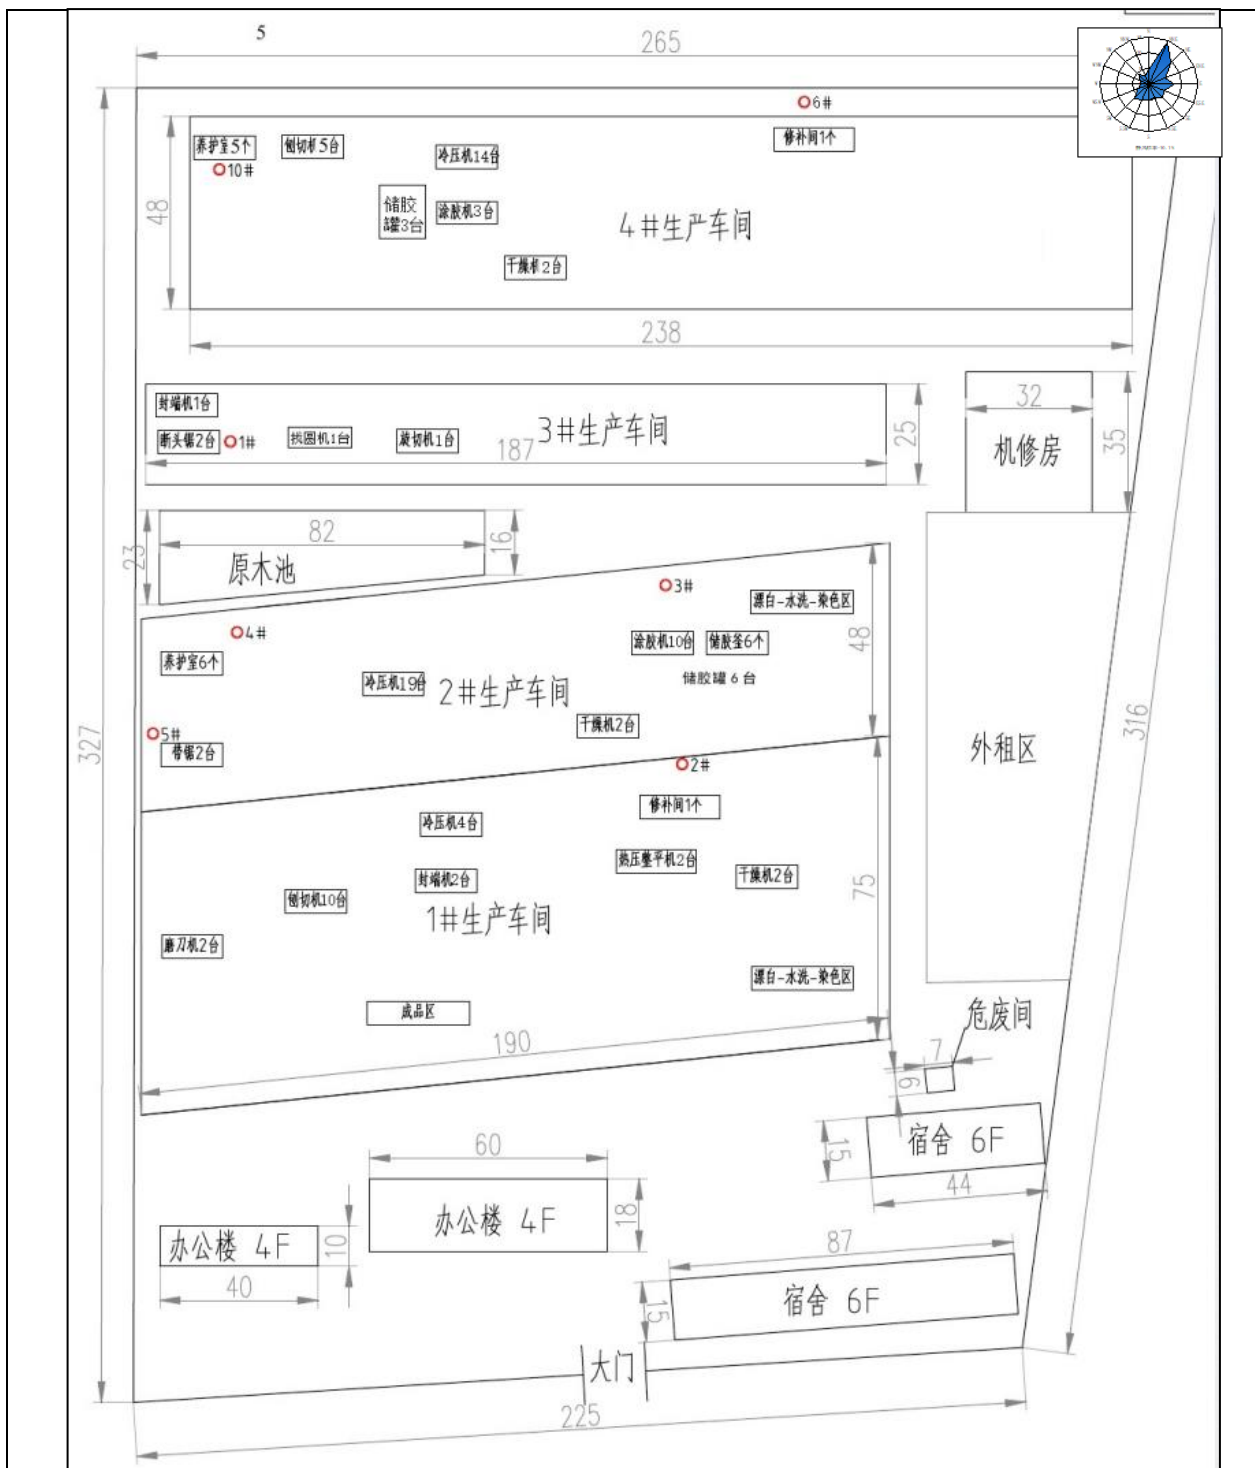 5
265
6#
养护室5个
刨切机5台
冷压机14台
修补间1个
10#
储胶
罐3台
涂胶机3台
4#生产车间
48
干燥机2台
238
封端机1台
断头锯2台
1#
找圆机1台
旋切机1台
3#生产车间
187
25
32
机修房
35
82
23
16
原木池
3#
漂白-水洗-染色区
4#
养护室6个
涂胶机10台
储胶釜6个
48
储胶罐6台
冷压机19台
2#生产车间
干燥机2台
5#
带锯2台
327
316
外租区
2#
修补间1个
冷压机4台
热压整平机2台
封端机2台
干燥机2台
刨切机10台
75
1#生产车间
磨刀机2台
漂白-水洗-染色区
成品区
190
危废间
7
6
宿舍 6F
15
44
60
办公楼 4F
18
办公楼 4F
10
40
87
宿舍 6F
15
大门
225